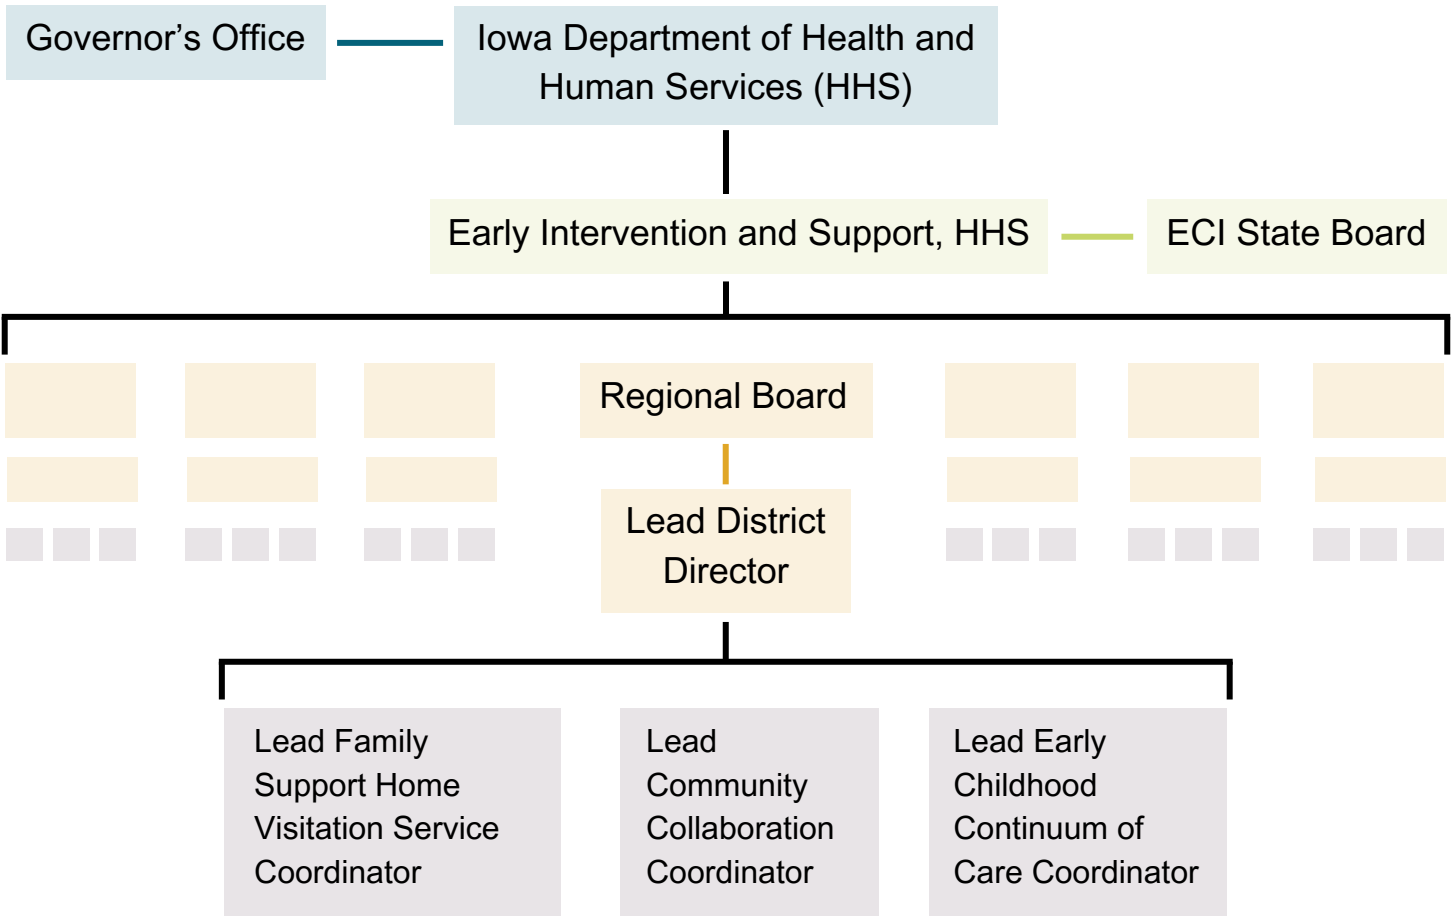 Governor’s Office
Iowa Department of Health and
Human Services (HHS)
Early Intervention and Support, HHS
ECI State Board
Regional Board
Lead District
Director
Lead Family
Support Home
Visitation Service
Coordinator
Lead
Community
Collaboration
Coordinator
Lead Early
Childhood
Continuum of
Care Coordinator